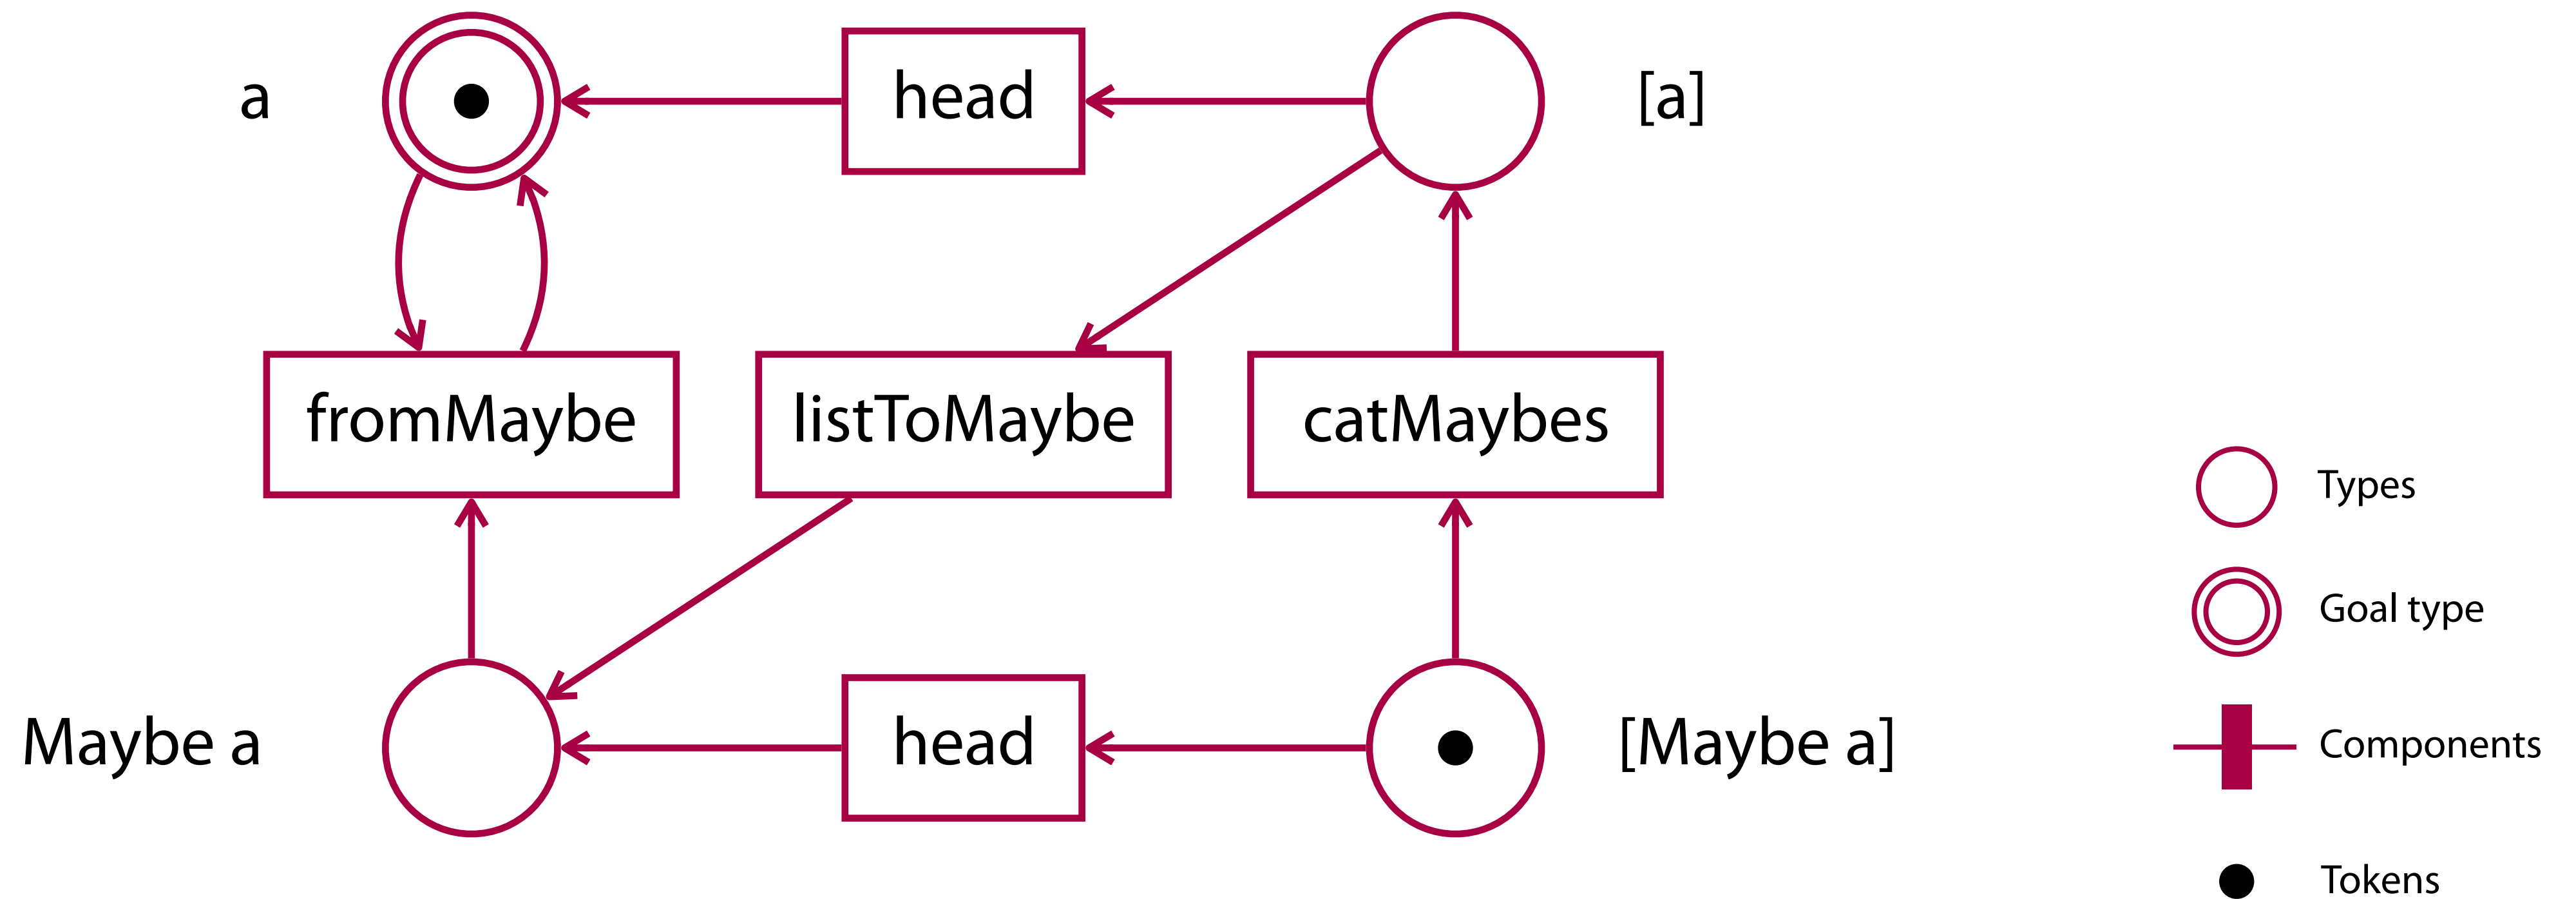 a
head
[a]
fromMaybe
listToMaybe
catMaybes
Maybe a
head
[Maybe a]
Types
Goal type
Components
Tokens